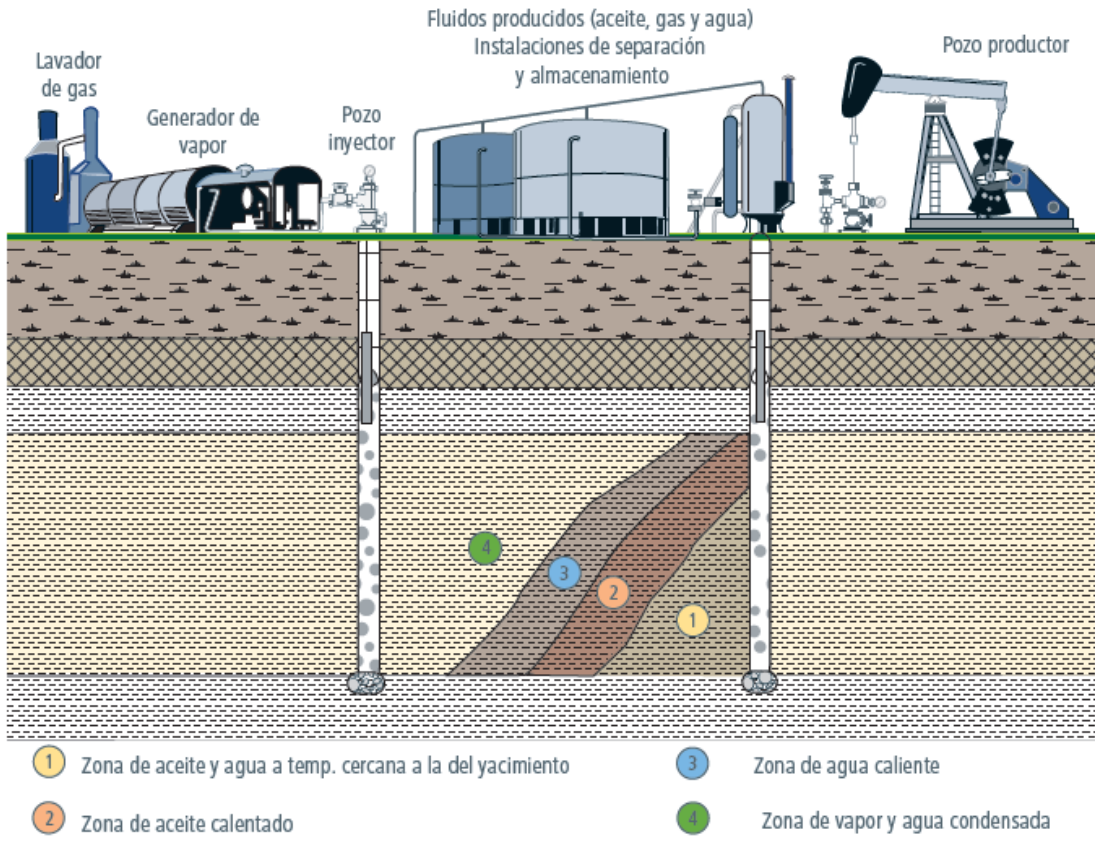 Fluidos producidos (aceite, gas y agua)
Instalaciones de separación
y almacenamiento
Pozo productor
Lavador
de gas
Generador de
vapor
Pozo
inyector
4
3
2
1
1 Zona de aceite y agua a temp. cercana a la del yacimiento
3 Zona de agua caliente
2 Zona de aceite calentado
4 Zona de vapor y agua condensada